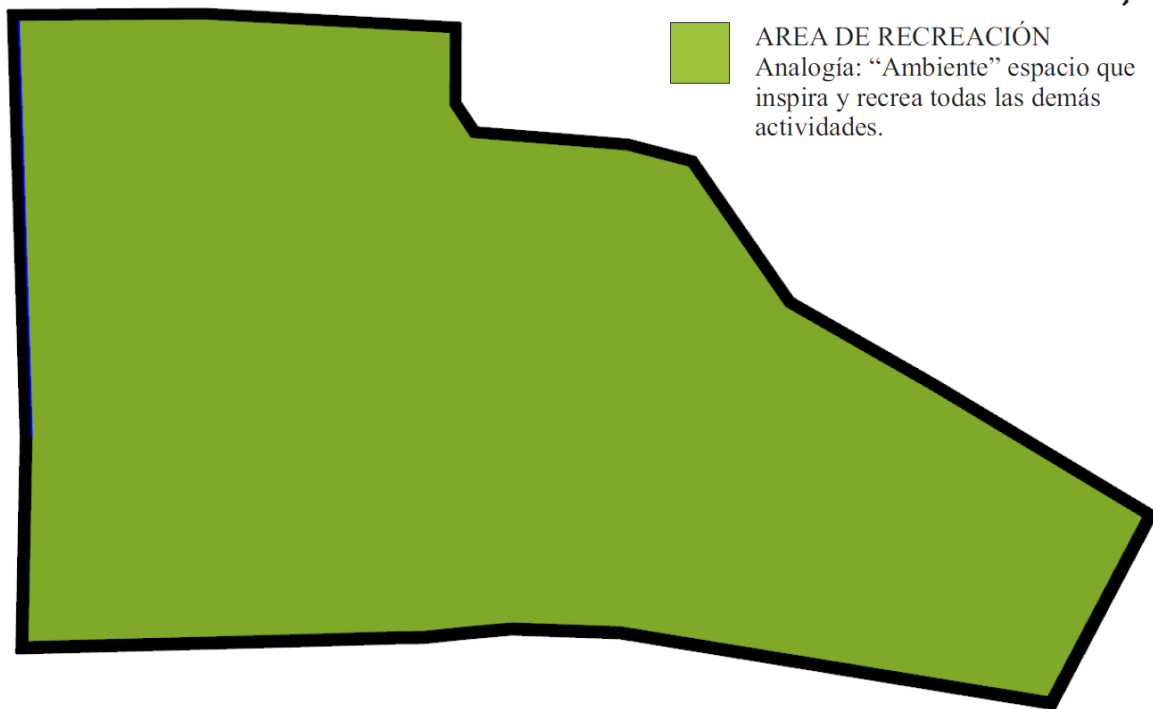 AREA DE RECREACIÓN
Analogía: “Ambiente” espacio que
inspira y recrea todas las demás
actividades.